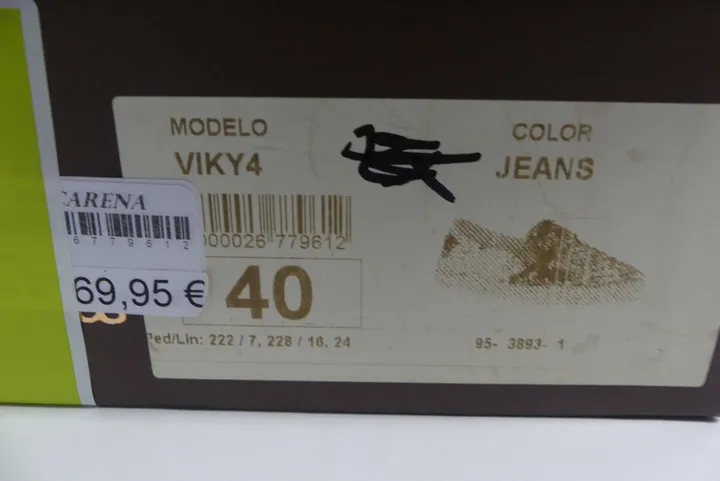 MODELO
VIKY4
COLOR
JEANS
CARENA
6779612
000026 779612
69,95 €
40
Ped/Lin: 222 / 7, 228 / 16, 24
95- 3893- 1